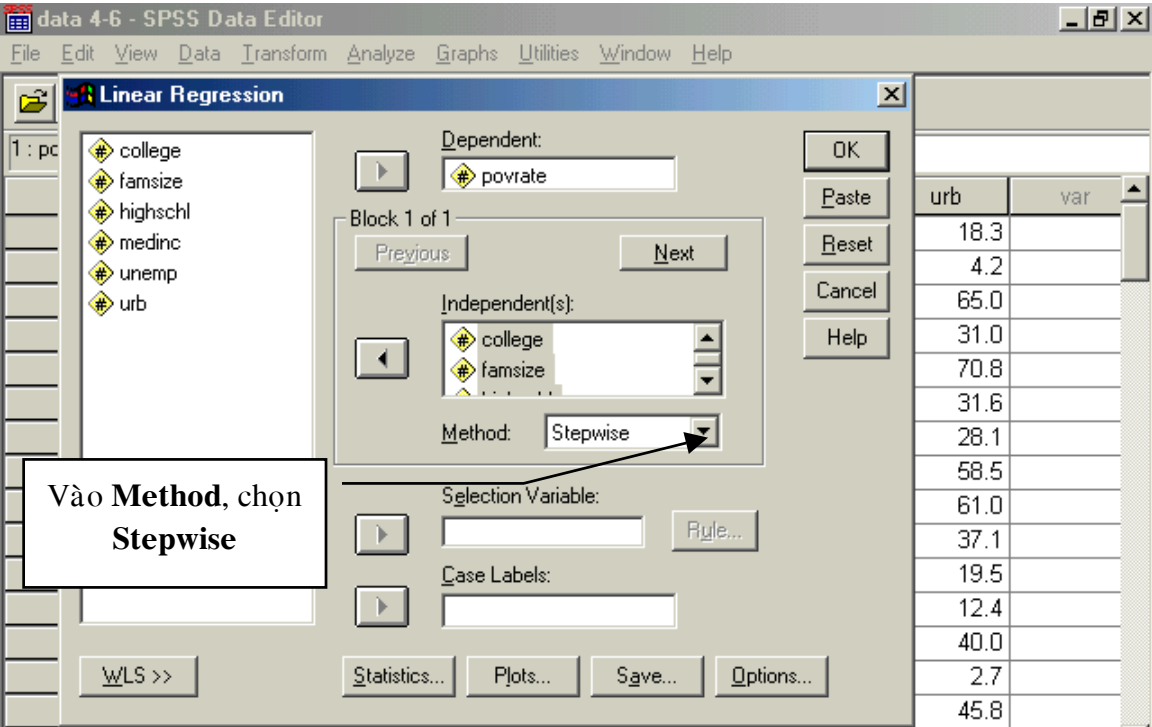 data 4-6 - SPSS Data Editor
File Edit View Data Transform Analyze Graphs Utilities Window Help
Linear Regression
1 : po
college
famsize
highschl
medinc
unemp
urb
Dependent:
povrate
Block 1 of 1
Previous Next
Independent(s):
college
famsize
Method: Stepwise
Selection Variable:
Rule...
Case Labels:
WLS >> Statistics... Plots... Save... Options...
OK
Paste
Reset
Cancel
Help
Vào Method, chọn
Stepwise
urb var
18.3
4.2
65.0
31.0
70.8
31.6
28.1
58.5
61.0
37.1
19.5
12.4
40.0
2.7
45.8